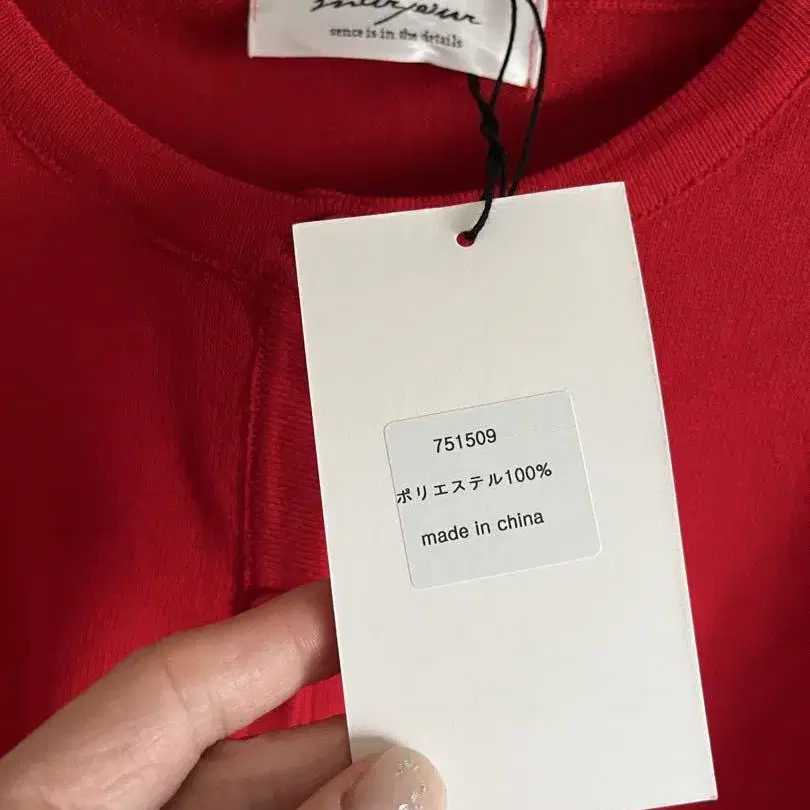 sence is in the details
751509
ポリエステル100%
made in china